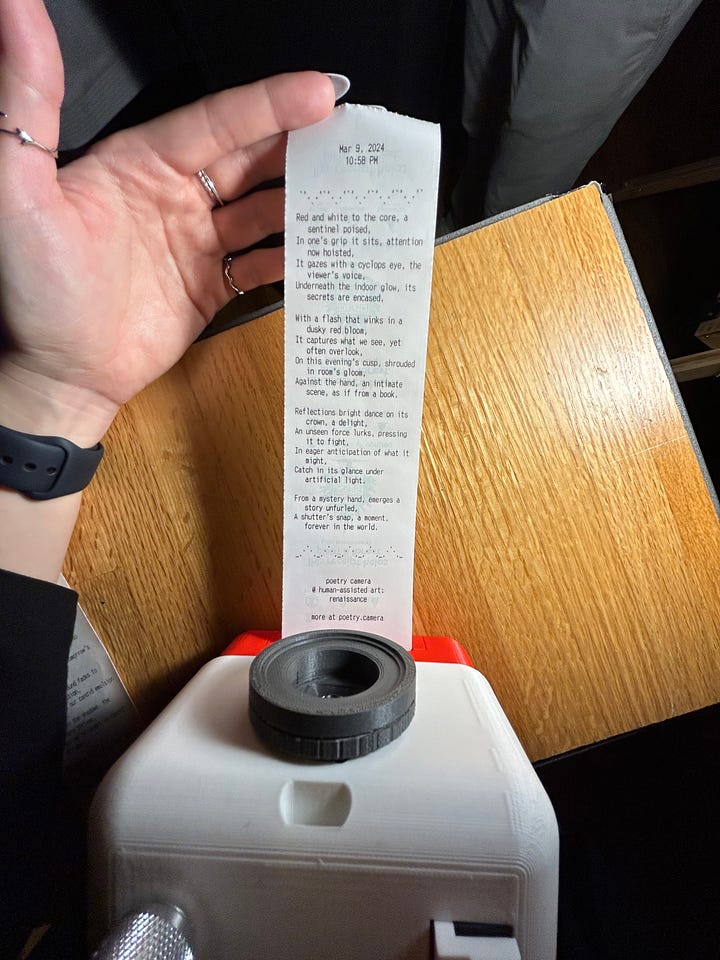 Mar 9, 2024
10:58 PM
Red and white to the core, a
sentinel poised,
In one's grip it sits, attention
now hoisted,
It gazes with a cyclops eye, the
viewer's voice,
Underneath the indoor glow, its
secrets are encased,
With a flash that winks in a
dusky red bloom,
It captures what we see, yet
often overlook,
On this evening's cusp, shrouded
in room's gloom,
Against the hand, an intimate
scene, as if from a book.
Reflections bright dance on its
crown, a delight,
An unseen force lurks, pressing
it to fight,
In eager anticipation of what it
might,
Catch in its glance under
artificial light.
From a mystery hand, emerges a
story unfurled,
A shutter's snap, a moment,
forever in the world.
poetry camera
@ human-assisted art:
renaissance
more at poetry.camera